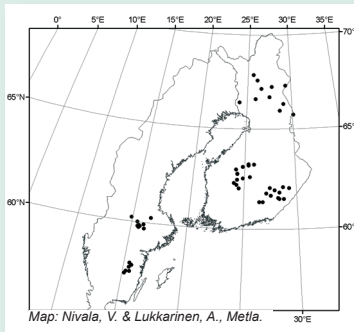 0° 5°E 10°E 15°E 20°E 25°E 30°E 35°E
70°
65°N
65°
60°N
60°
30°E
Map: Nivala, V. & Lukkarinen, A., Metla.